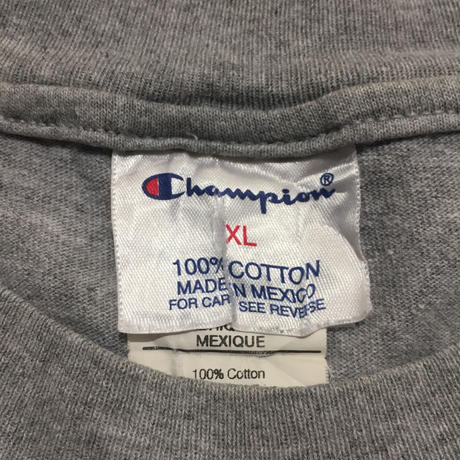 Champion®
XL
100% COTTON
MADE IN MEXICO
FOR CARE SEE REVERSE
MEXIQUE
100% Cotton